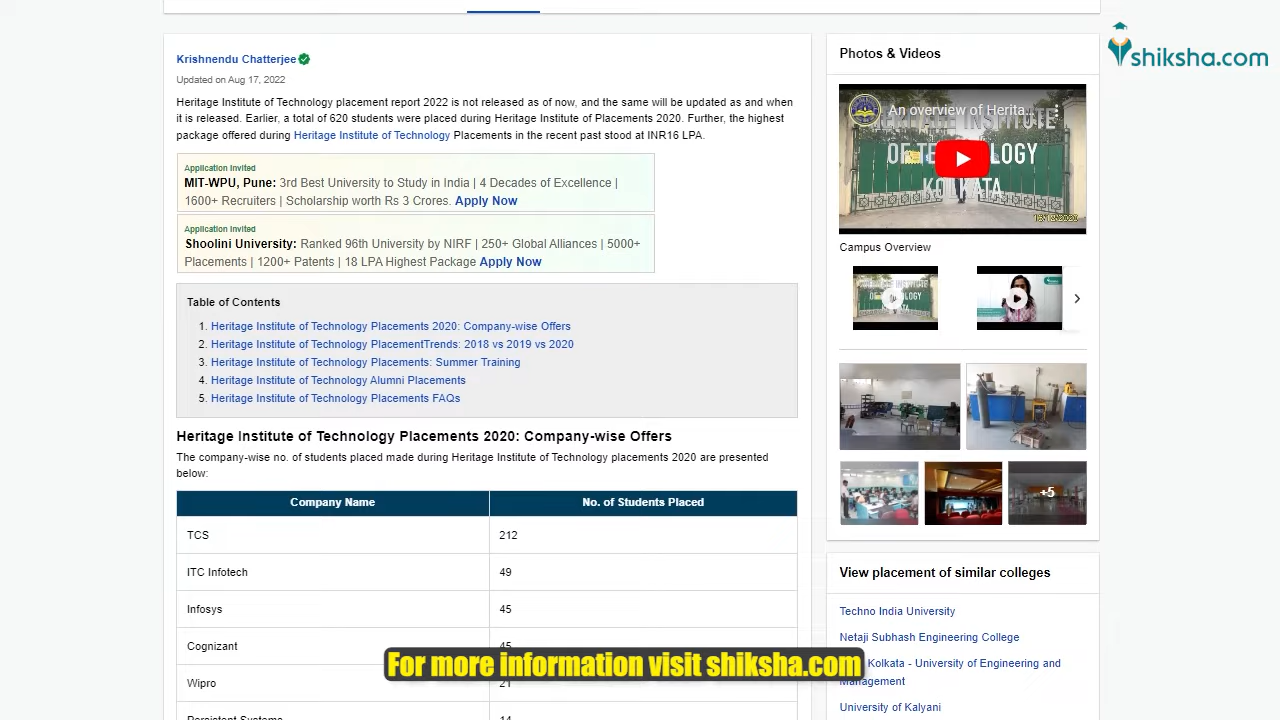 Krishnendu Chatterjee
Updated on Aug 17, 2022
Heritage Institute of Technology placement report 2022 is not released as of now, and the same will be updated as and when
it is released. Earlier, a total of 620 students were placed during Heritage Institute of Placements 2020. Further, the highest
package offered during Heritage Institute of Technology Placements in the recent past stood at INR16 LPA.
Application Invited
MIT-WPU, Pune: 3rd Best University to Study in India | 4 Decades of Excellence |
1600+ Recruiters | Scholarship worth Rs 3 Crores. Apply Now
Application Invited
Shoolini University: Ranked 96th University by NIRF | 250+ Global Alliances | 5000+
Placements | 1200+ Patents | 18 LPA Highest Package Apply Now
Table of Contents
1. Heritage Institute of Technology Placements 2020: Company-wise Offers
2. Heritage Institute of Technology PlacementTrends: 2018 vs 2019 vs 2020
3. Heritage Institute of Technology Placements: Summer Training
4. Heritage Institute of Technology Alumni Placements
5. Heritage Institute of Technology Placements FAQs
Heritage Institute of Technology Placements 2020: Company-wise Offers
The company-wise no. of students placed made during Heritage Institute of Technology placements 2020 are presented
below:
Company Name No. of Students Placed
TCS 212
ITC Infotech 49
Infosys 45
Cognizant 45
Wipro 21
Persistent Systems 14
Photos & Videos
An overview of Herita...
OF TECHNOLOGY
KOLKATA
Campus Overview
+5
View placement of similar colleges
Techno India University
Netaji Subhash Engineering College
Kolkata - University of Engineering and
Management
University of Kalyani
shiksha.com
For more information visit shiksha.com